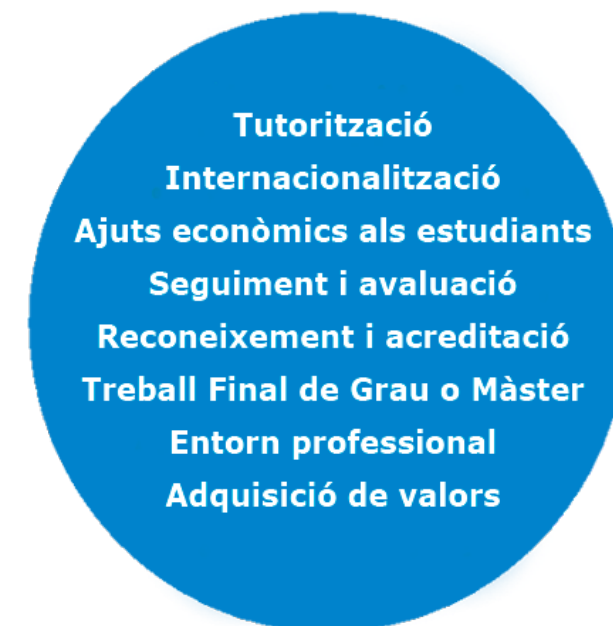 Tutorització
Internacionalització
Ajuts econòmics als estudiants
Seguiment i avaluació
Reconeixement i acreditació
Treball Final de Grau o Màster
Entorn professional
Adquisició de valors